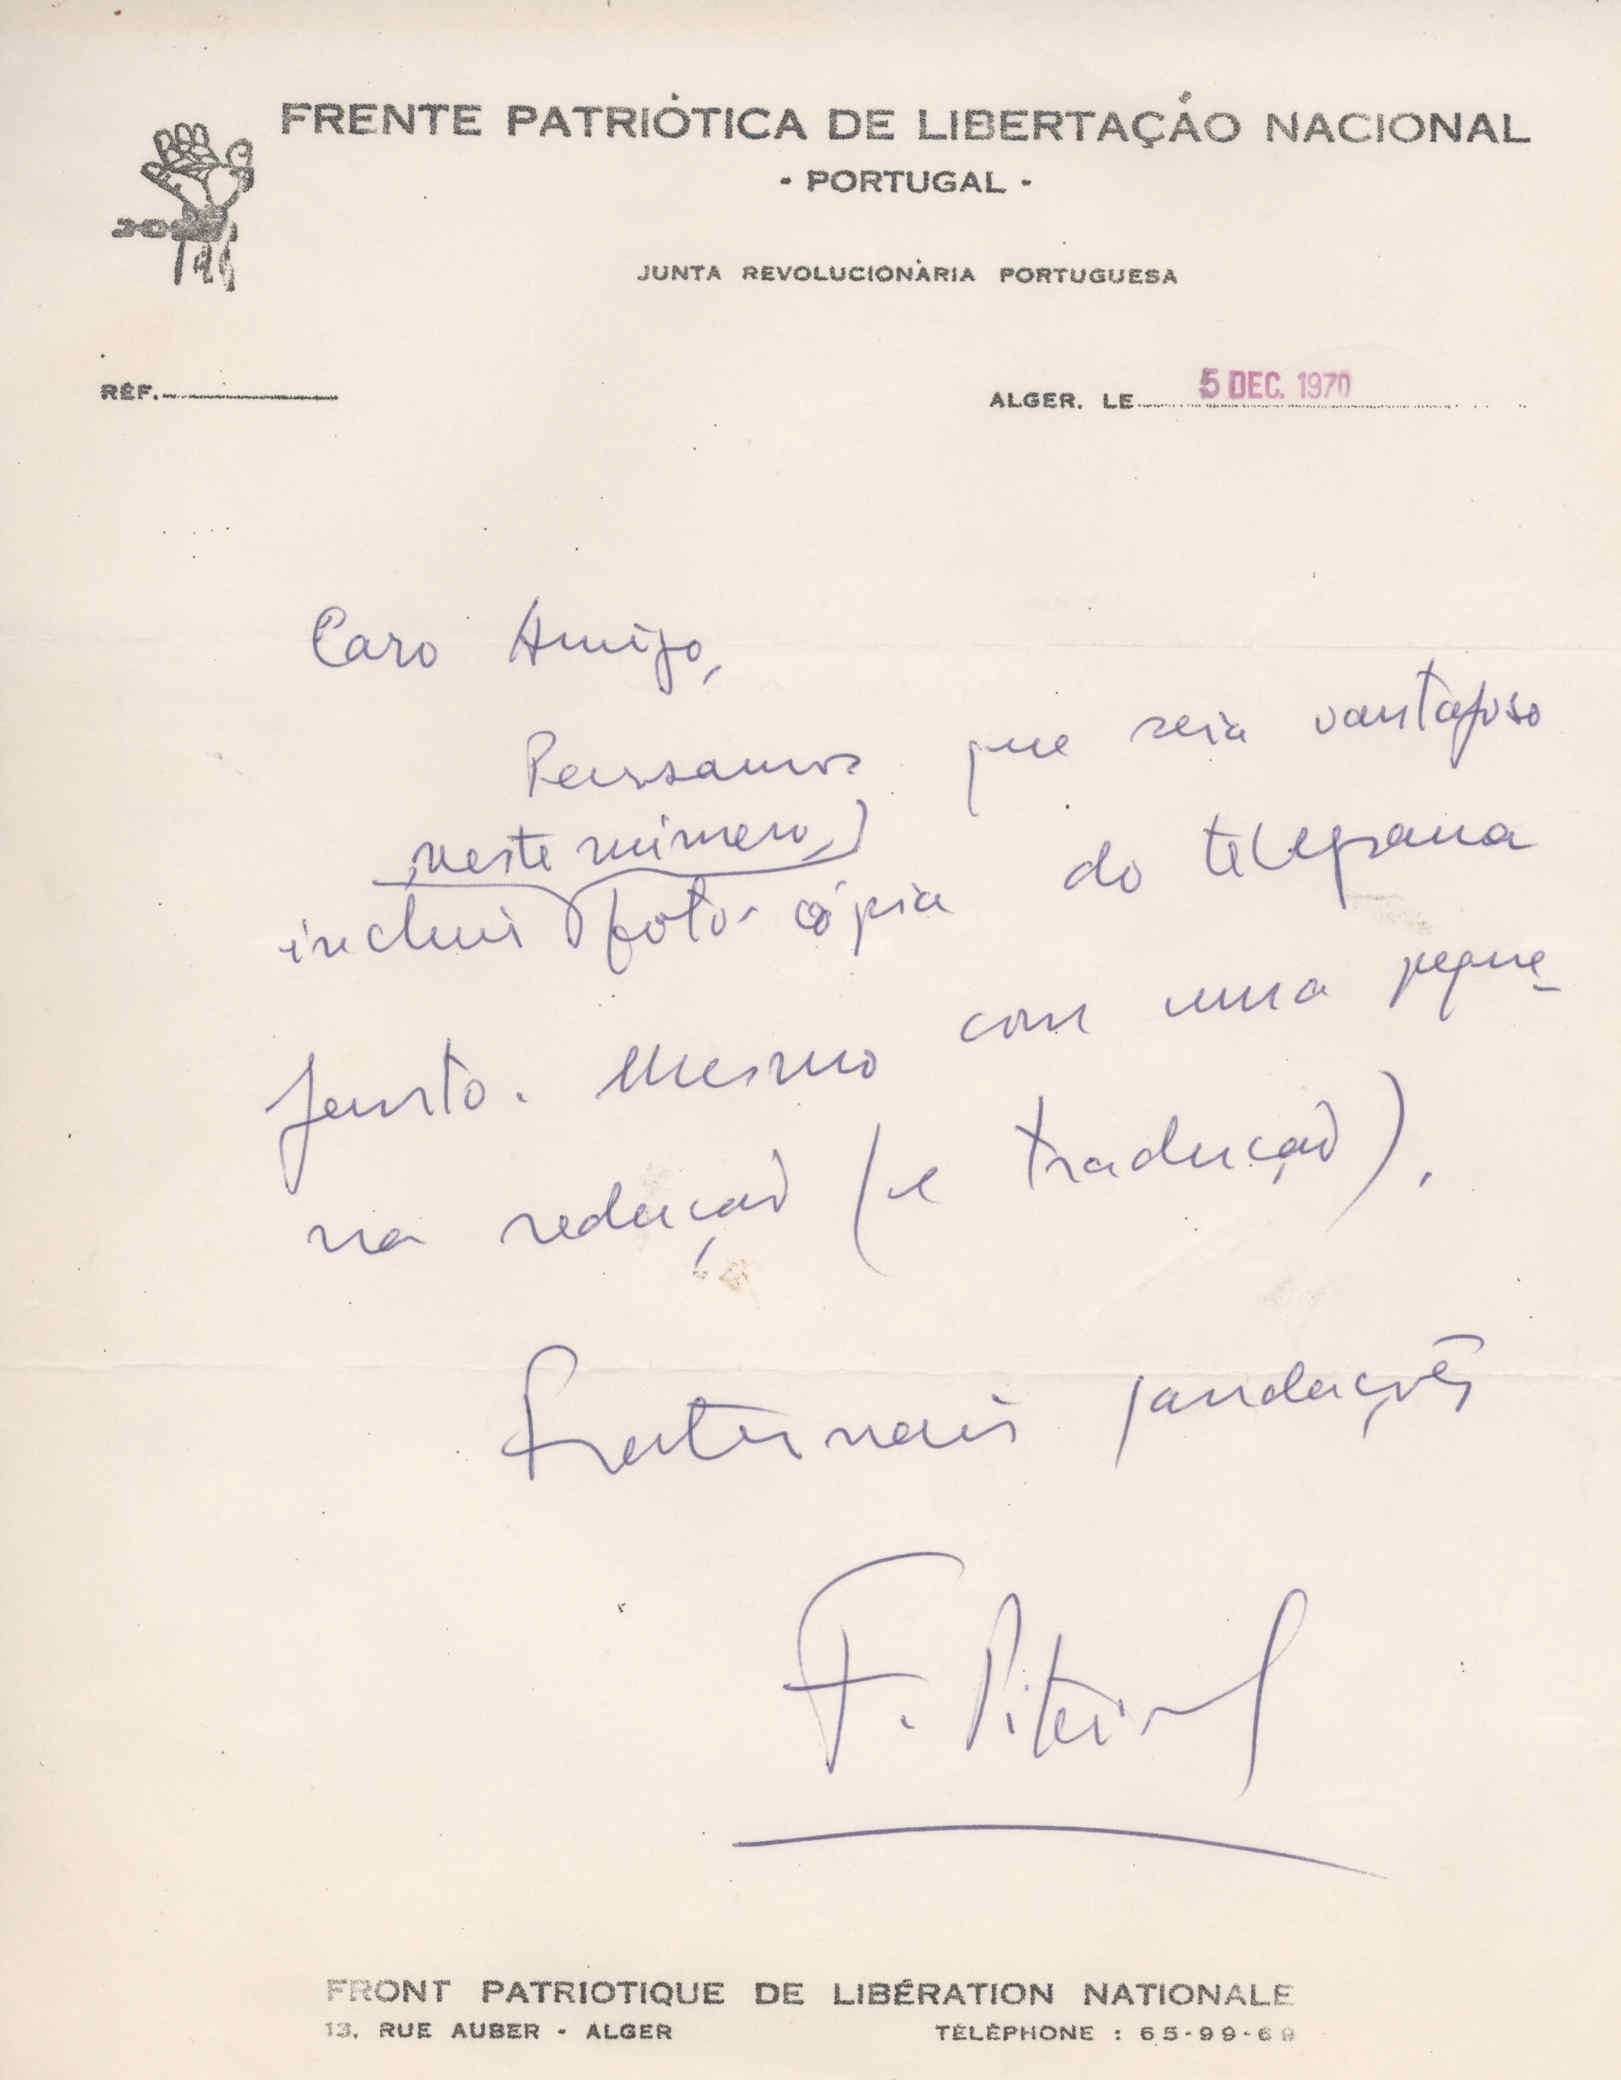 FRENTE PATRIÓTICA DE LIBERTAÇÃO NACIONAL
- PORTUGAL -
JUNTA REVOLUCIONÁRIA PORTUGUESA
RÉF.
ALGER, LE 5 DEC. 1970
Caro Amigo,
Pensamos que seria vantajoso
neste número,
incluir foto-cópia do telegrama
junto. Mesmo com uma peque-
na redução (e tradução).
Fraternais saudações
F. Piteira
FRONT PATRIOTIQUE DE LIBÉRATION NATIONALE
13, RUE AUBER - ALGER TÉLÉPHONE : 65-99-69